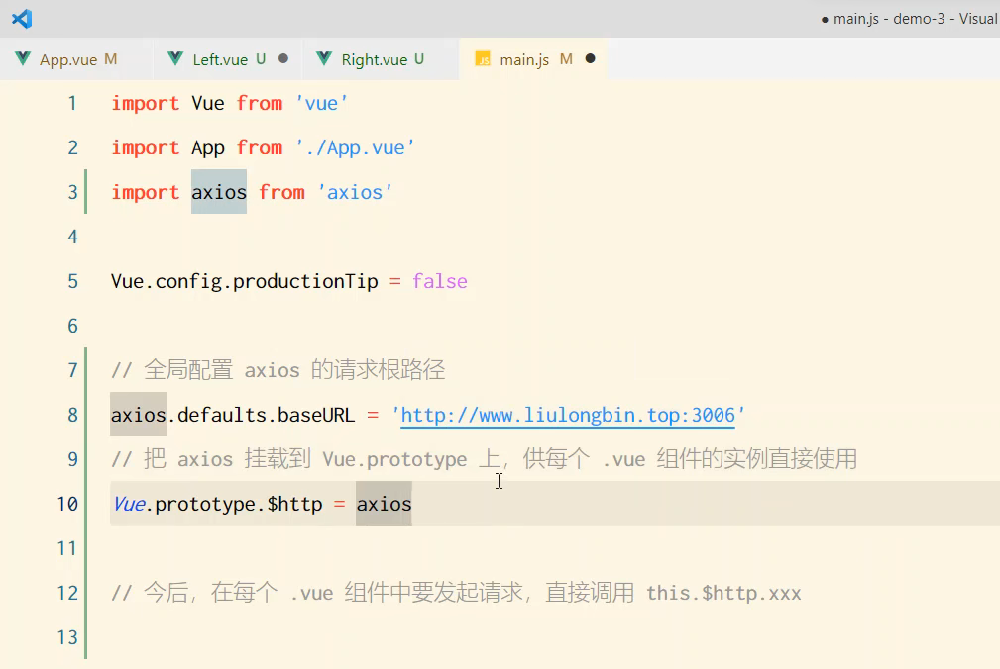 ● main.js - demo-3 - Visual
App.vue M Left.vue U ● Right.vue U JS main.js M ●
1 import Vue from 'vue'
2 import App from './App.vue'
3 import axios from 'axios'
4
5 Vue.config.productionTip = false
6
7 // 全局配置 axios 的请求根路径
8 axios.defaults.baseURL = 'http://www.liulongbin.top:3006'
9 // 把 axios 挂载到 Vue.prototype 上，供每个 .vue 组件的实例直接使用
10 Vue.prototype.$http = axios
11
12 // 今后，在每个 .vue 组件中要发起请求，直接调用 this.$http.xxx
13